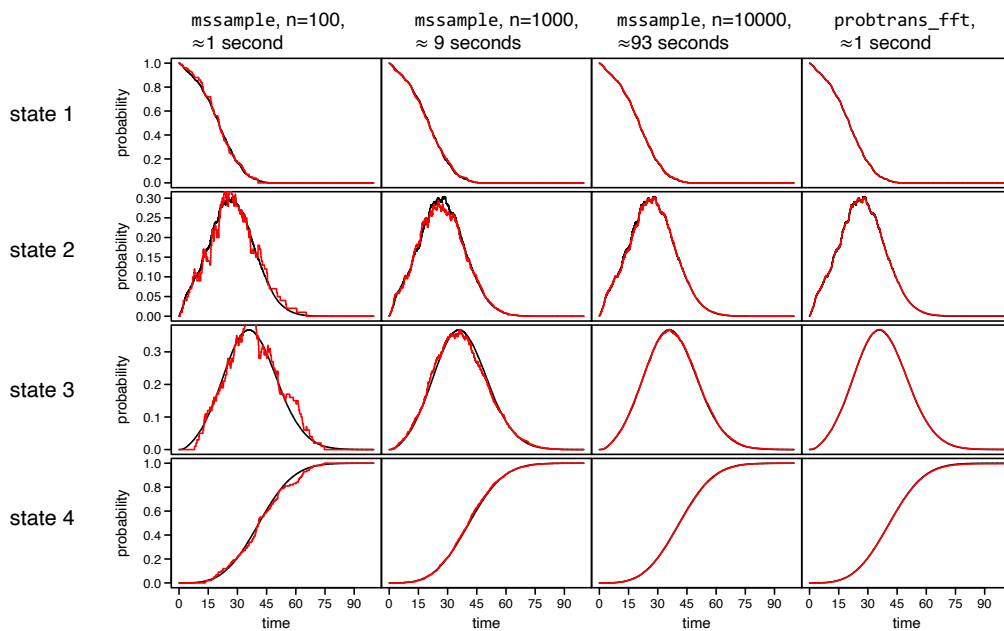 mssample, n=100,
≈1 second
mssample, n=1000,
≈ 9 seconds
mssample, n=10000,
≈93 seconds
probtrans_fft,
≈1 second
state 1
probability
1.0
0.8
0.6
0.4
0.2
0.0
state 2
probability
0.30
0.25
0.20
0.15
0.10
0.05
0.00
state 3
probability
0.3
0.2
0.1
0.0
state 4
probability
1.0
0.8
0.6
0.4
0.2
0.0
0 15 30 45 60 75 90
0 15 30 45 60 75 90
0 15 30 45 60 75 90
0 15 30 45 60 75 90
time
time
time
time